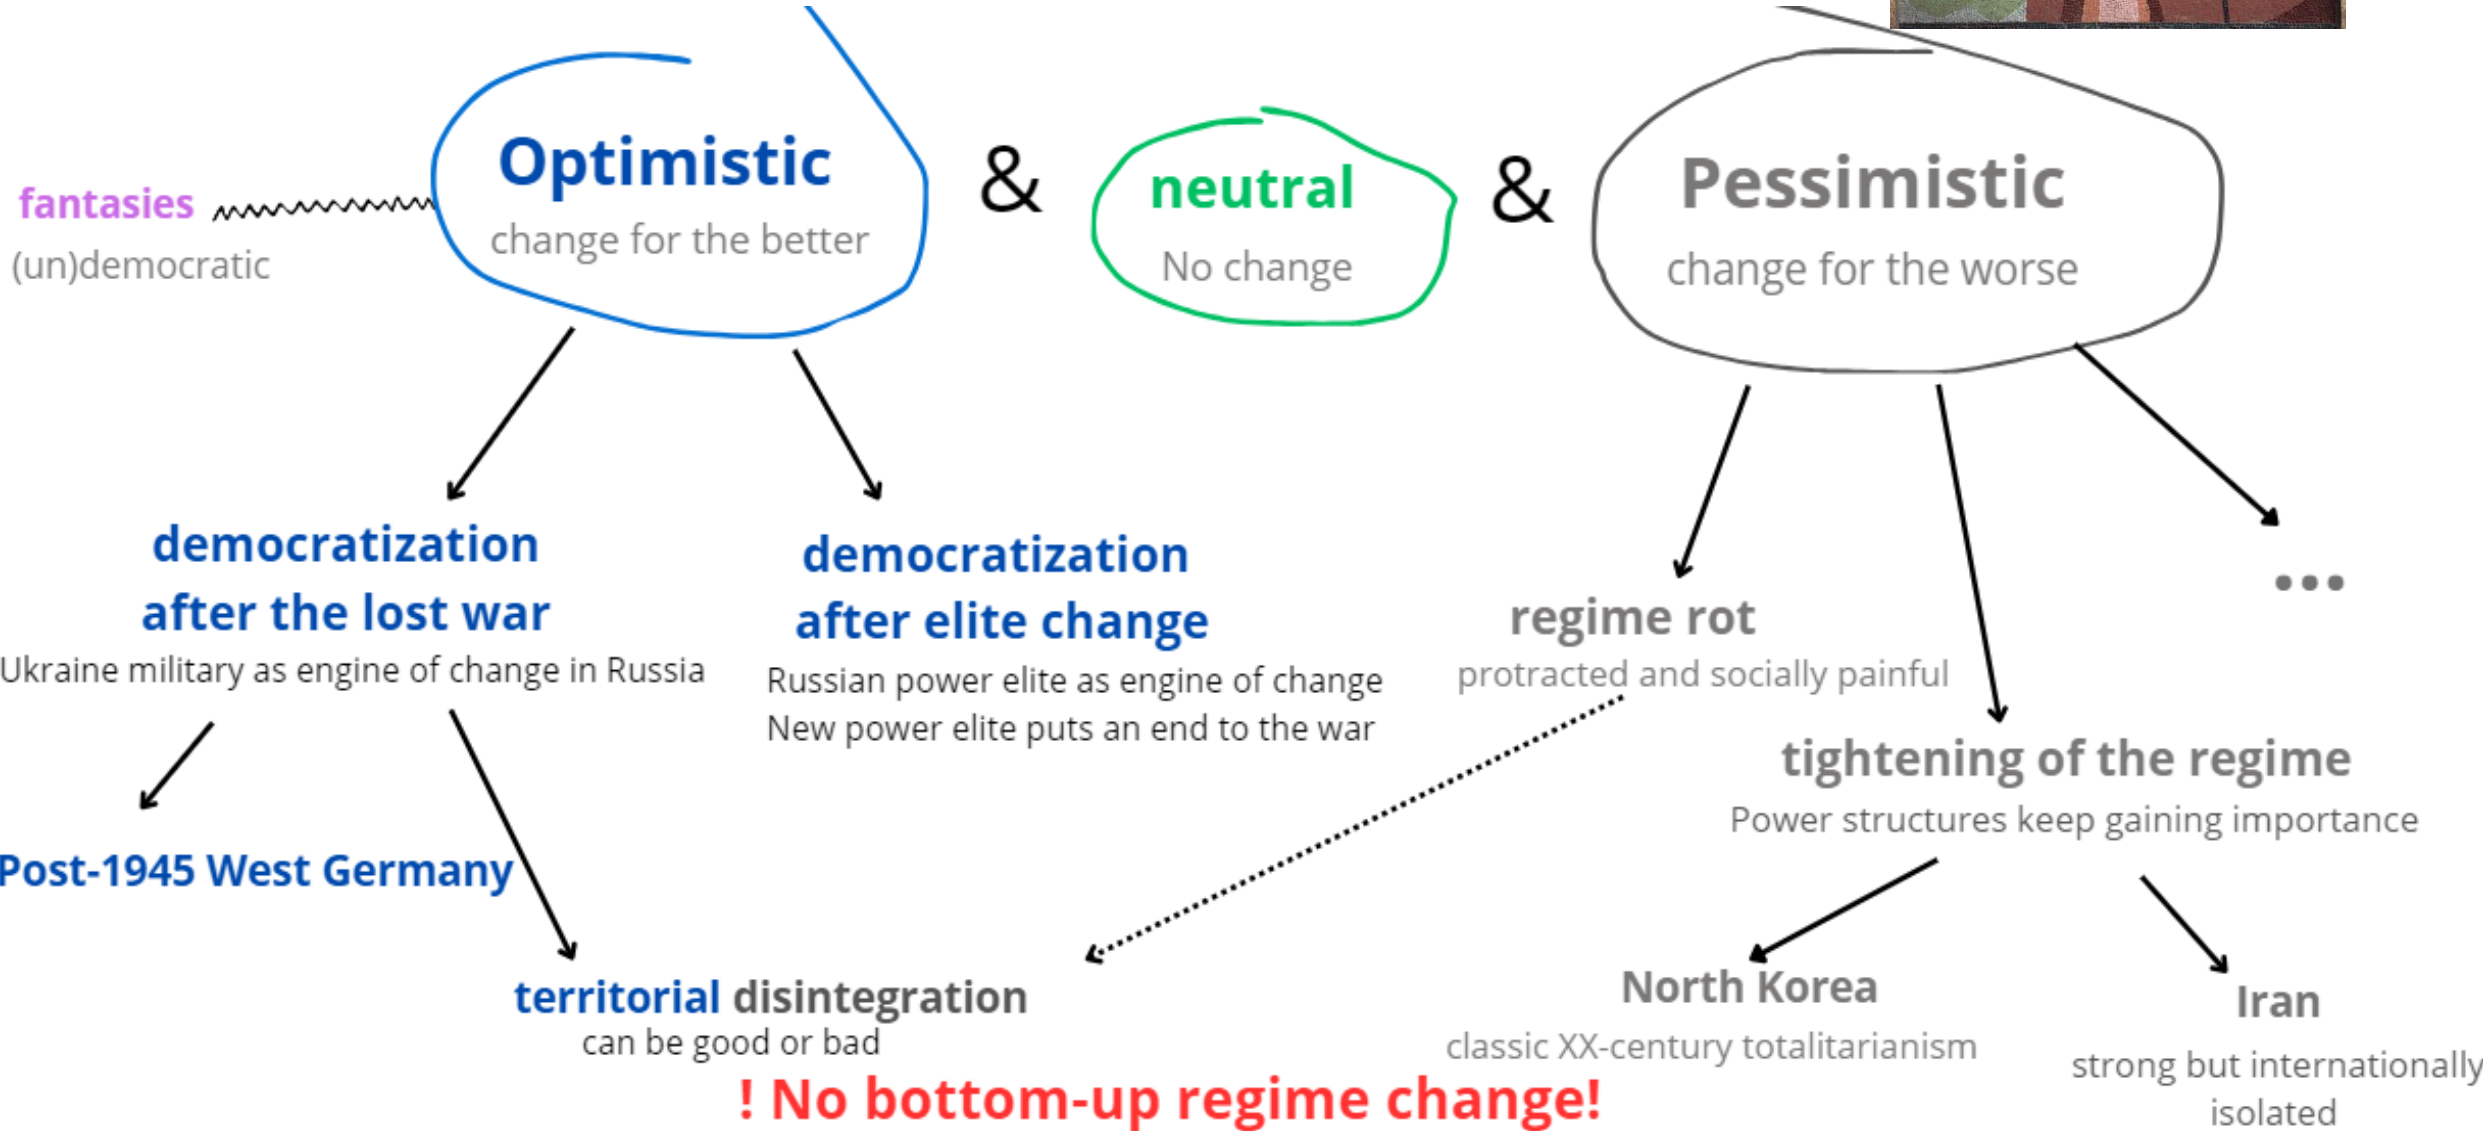 Optimistic
change for the better
&
neutral
No change
&
Pessimistic
change for the worse
fantasies
(un)democratic
democratization
after the lost war
Ukraine military as engine of change in Russia
democratization
after elite change
Russian power elite as engine of change
New power elite puts an end to the war
regime rot
protracted and socially painful
...
tightening of the regime
Power structures keep gaining importance
Post-1945 West Germany
territorial disintegration
can be good or bad
North Korea
classic XX-century totalitarianism
Iran
strong but internationally
isolated
! No bottom-up regime change!